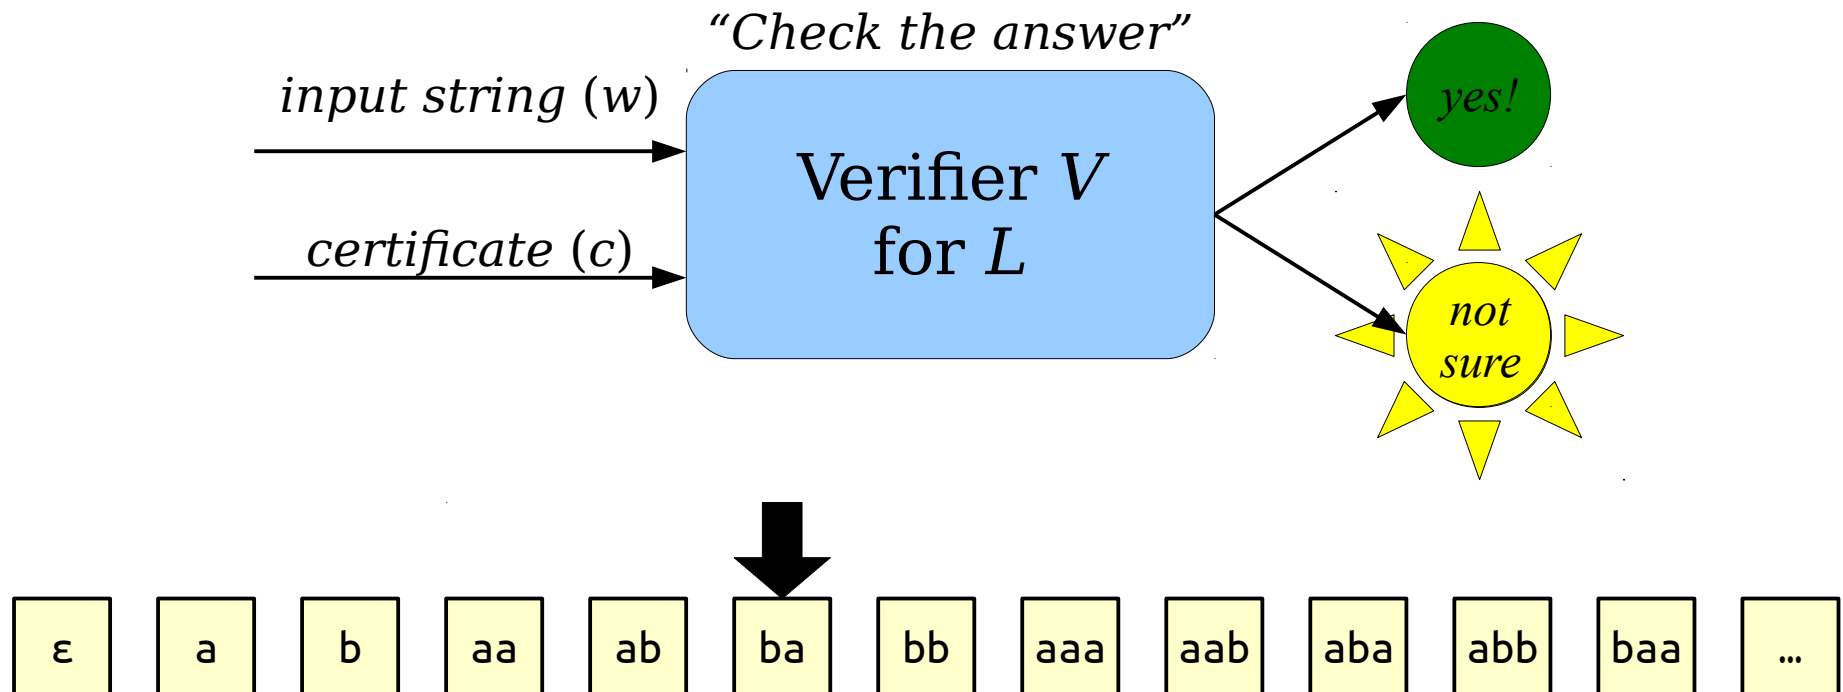 “Check the answer”
input string (w)
certificate (c)
Verifier V
for L
yes!
not
sure
ε a b aa ab ba bb aaa aab aba abb baa …